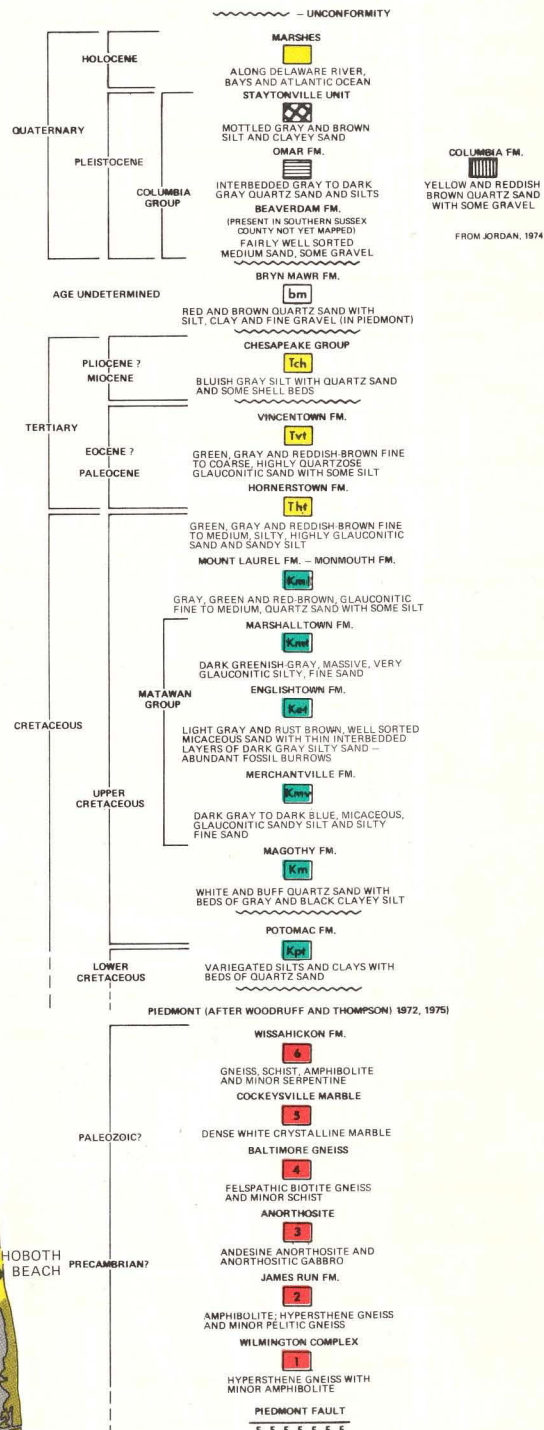 – UNCONFORMITY
MARSHES
HOLOCENE
ALONG DELAWARE RIVER,
BAYS AND ATLANTIC OCEAN
STAYTONVILLE UNIT
QUATERNARY
MOTTLED GRAY AND BROWN
SILT AND CLAYEY SAND
PLEISTOCENE
OMAR FM.
COLUMBIA FM.
COLUMBIA
GROUP
INTERBEDDED GRAY TO DARK
GRAY QUARTZ SAND AND SILTS
YELLOW AND REDDISH
BROWN QUARTZ SAND
WITH SOME GRAVEL
BEAVERDAM FM.
(PRESENT IN SOUTHERN SUSSEX
COUNTY NOT YET MAPPED)
FROM JORDAN, 1974
FAIRLY WELL SORTED
MEDIUM SAND, SOME GRAVEL
BRYN MAWR FM.
AGE UNDETERMINED
bm
RED AND BROWN QUARTZ SAND WITH
SILT, CLAY AND FINE GRAVEL (IN PIEDMONT)
CHESAPEAKE GROUP
PLIOCENE ?
MIOCENE
Tch
BLUISH GRAY SILT WITH QUARTZ SAND
AND SOME SHELL BEDS
TERTIARY
VINCENTOWN FM.
Tvt
EOCENE ?
PALEOCENE
GREEN, GRAY AND REDDISH-BROWN FINE
TO COARSE, HIGHLY QUARTZOSE
GLAUCONITIC SAND WITH SOME SILT
HORNERSTOWN FM.
Tht
GREEN, GRAY AND REDDISH-BROWN FINE
TO MEDIUM, SILTY, HIGHLY GLAUCONITIC
SAND AND SANDY SILT
MOUNT LAUREL FM. – MONMOUTH FM.
Kml
GRAY, GREEN AND RED-BROWN, GLAUCONITIC
FINE TO MEDIUM, QUARTZ SAND WITH SOME SILT
MARSHALLTOWN FM.
Kmt
DARK GREENISH-GRAY, MASSIVE, VERY
GLAUCONITIC SILTY, FINE SAND
MATAWAN
GROUP
ENGLISHTOWN FM.
Ket
CRETACEOUS
LIGHT GRAY AND RUST BROWN, WELL SORTED
MICACEOUS SAND WITH THIN INTERBEDDED
LAYERS OF DARK GRAY SILTY SAND –
ABUNDANT FOSSIL BURROWS
UPPER
CRETACEOUS
MERCHANTVILLE FM.
Kmv
DARK GRAY TO DARK BLUE, MICACEOUS,
GLAUCONITIC SANDY SILT AND SILTY
FINE SAND
MAGOTHY FM.
Km
WHITE AND BUFF QUARTZ SAND WITH
BEDS OF GRAY AND BLACK CLAYEY SILT
POTOMAC FM.
Kpt
LOWER
CRETACEOUS
VARIEGATED SILTS AND CLAYS WITH
BEDS OF QUARTZ SAND
PIEDMONT (AFTER WOODRUFF AND THOMPSON) 1972, 1975)
WISSAHICKON FM.
6
GNEISS, SCHIST, AMPHIBOLITE
AND MINOR SERPENTINE
COCKEYSVILLE MARBLE
5
PALEOZOIC?
DENSE WHITE CRYSTALLINE MARBLE
BALTIMORE GNEISS
4
FELSPATHIC BIOTITE GNEISS
AND MINOR SCHIST
ANORTHOSITE
3
HOBOTH
BEACH
PRECAMBRIAN?
ANDESINE ANORTHOSITE AND
ANORTHOSITIC GABBRO
JAMES RUN FM.
2
AMPHIBOLITE; HYPERSTHENE GNEISS
AND MINOR PELITIC GNEISS
WILMINGTON COMPLEX
1
HYPERSTHENE GNEISS WITH
MINOR AMPHIBOLITE
PIEDMONT FAULT